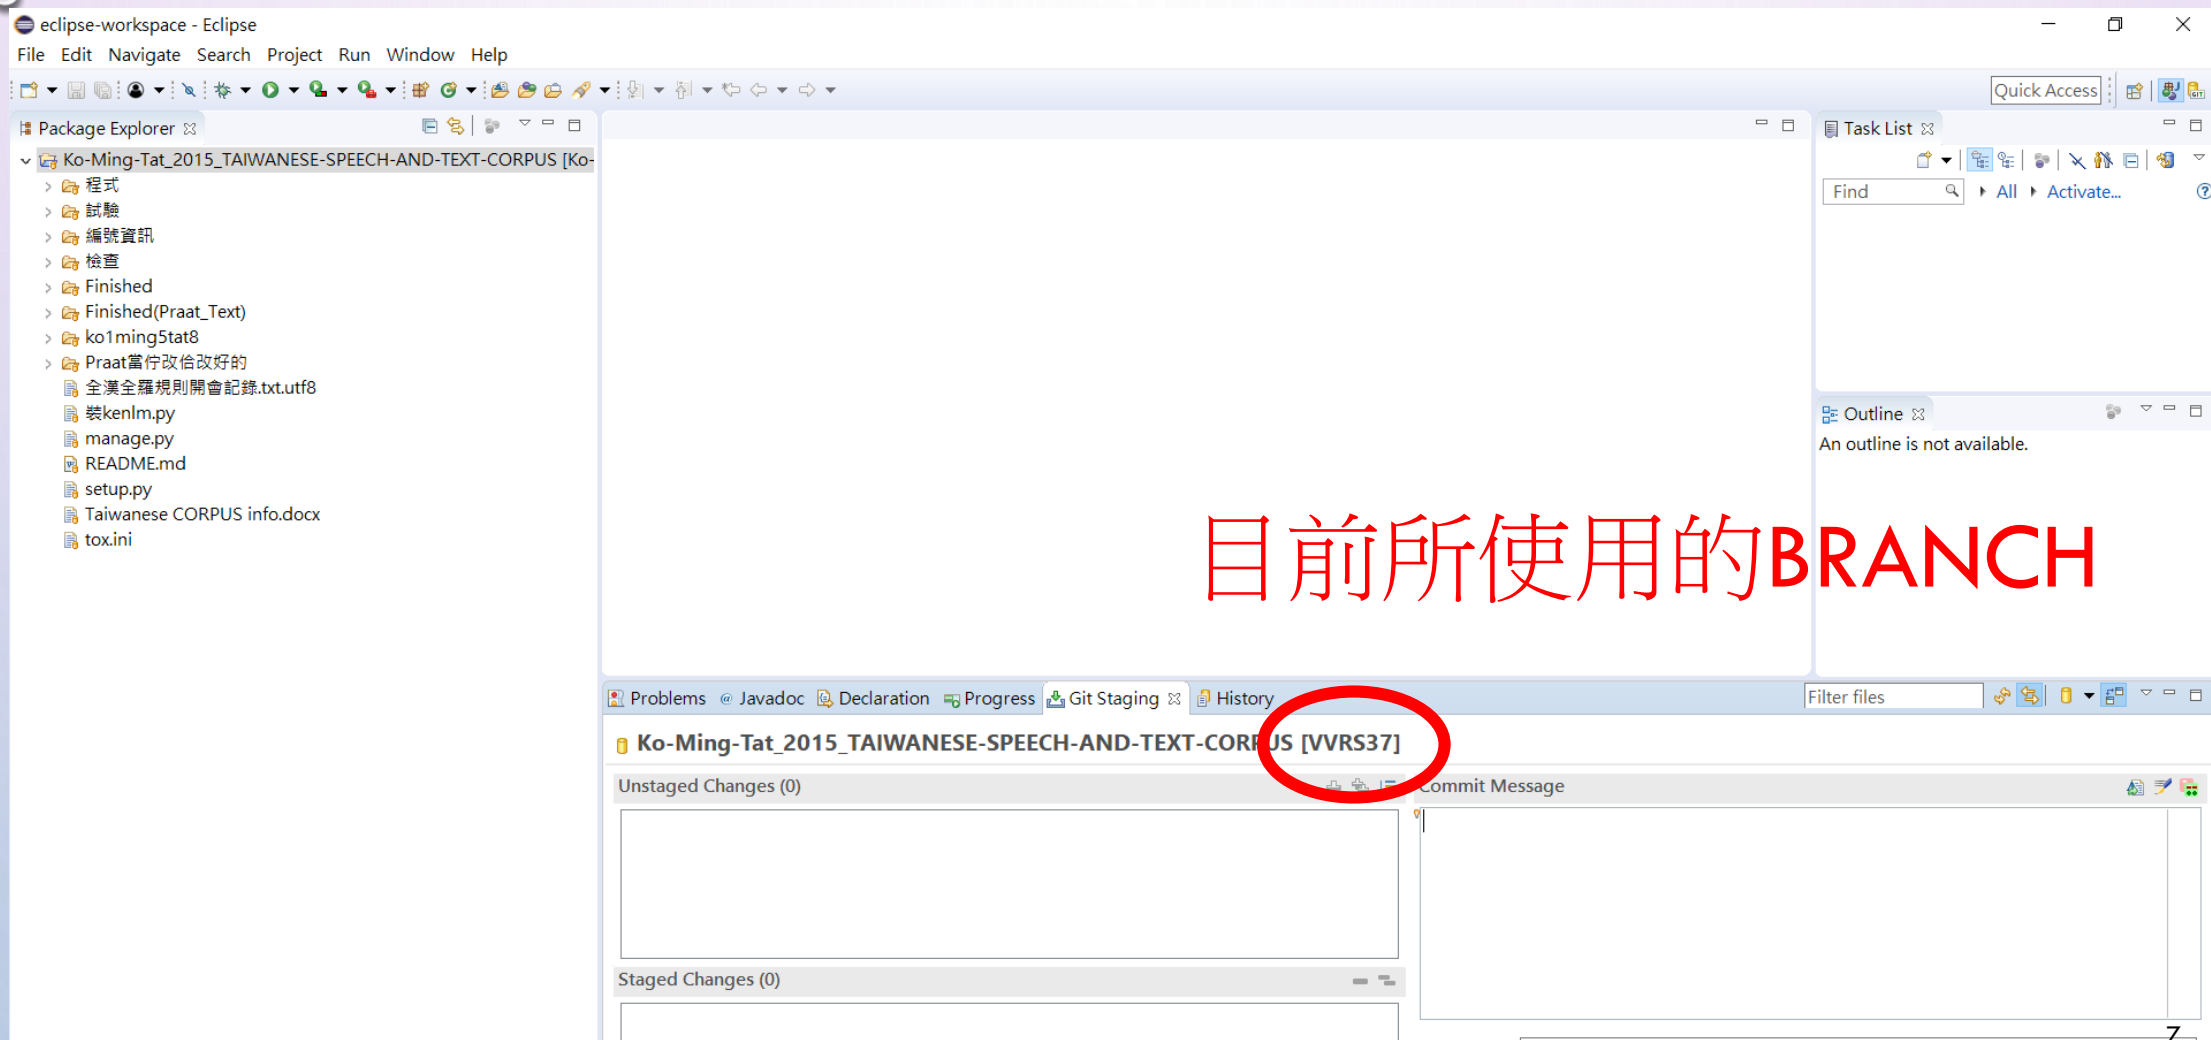 eclipse-workspace - Eclipse
File Edit Navigate Search Project Run Window Help
Quick Access
Package Explorer
Ko-Ming-Tat_2015_TAIWANESE-SPEECH-AND-TEXT-CORPUS [Ko-
程式
試驗
編號資訊
檢查
Finished
Finished(Praat_Text)
ko1ming5tat8
Praat當佇改佮改好的
全漢全羅規則開會記錄.txt.utf8
裝kenlm.py
manage.py
README.md
setup.py
Taiwanese CORPUS info.docx
tox.ini
Task List
Find All Activate...
Outline
An outline is not available.
目前所使用的BRANCH
Problems Javadoc Declaration Progress Git Staging History
Filter files
Ko-Ming-Tat_2015_TAIWANESE-SPEECH-AND-TEXT-CORPUS [VVRS37]
Unstaged Changes (0)
Commit Message
Staged Changes (0)
7